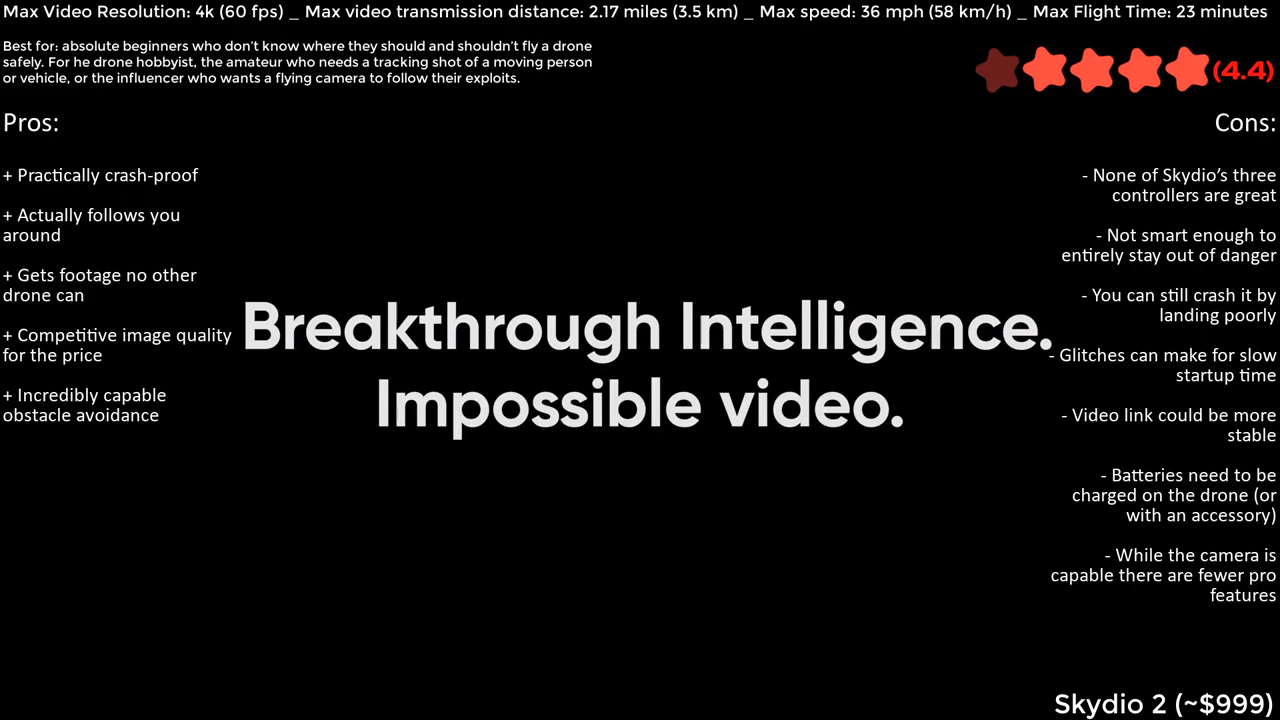 Max Video Resolution: 4k (60 fps) _ Max video transmission distance: 2.17 miles (3.5 km) _ Max speed: 36 mph (58 km/h) _ Max Flight Time: 23 minutes
Best for: absolute beginners who don't know where they should and shouldn't fly a drone
safely. For he drone hobbyist, the amateur who needs a tracking shot of a moving person
or vehicle, or the influencer who wants a flying camera to follow their exploits.
(4.4)
Pros:
+ Practically crash-proof
+ Actually follows you
around
+ Gets footage no other
drone can
+ Competitive image quality
for the price
+ Incredibly capable
obstacle avoidance
Breakthrough Intelligence.
Impossible video.
Cons:
- None of Skydio's three
controllers are great
- Not smart enough to
entirely stay out of danger
- You can still crash it by
landing poorly
- Glitches can make for slow
startup time
- Video link could be more
stable
- Batteries need to be
charged on the drone (or
with an accessory)
- While the camera is
capable there are fewer pro
features
Skydio 2 (~$999)